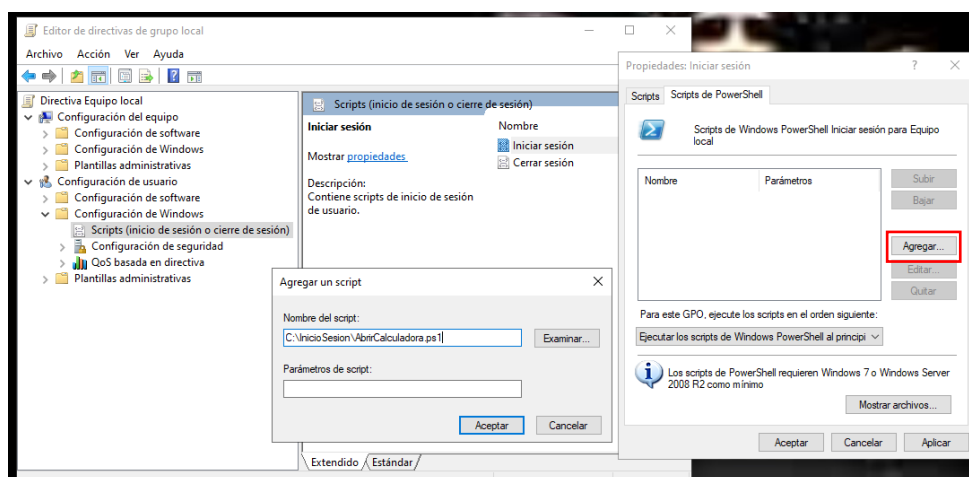 Editor de directivas de grupo local
Archivo Acción Ver Ayuda
Directiva Equipo local
Configuración del equipo
Configuración de software
Configuración de Windows
Plantillas administrativas
Configuración de usuario
Configuración de software
Configuración de Windows
Scripts (inicio de sesión o cierre de sesión)
Configuración de seguridad
QoS basada en directiva
Plantillas administrativas
Scripts (inicio de sesión o cierre de sesión)
Iniciar sesión
Mostrar propiedades
Descripción:
Contiene scripts de inicio de sesión
de usuario.
Nombre
Iniciar sesión
Cerrar sesión
Extendido Estándar
Agregar un script
Nombre del script:
C:\InicioSesion\AbrirCalculadora.ps1
Examinar...
Parámetros de script:
Aceptar Cancelar
Propiedades: Iniciar sesión
Scripts Scripts de PowerShell
Scripts de Windows PowerShell Iniciar sesión para Equipo
local
Nombre Parámetros
Subir
Bajar
Agregar...
Editar...
Quitar
Para este GPO, ejecute los scripts en el orden siguiente:
Ejecutar los scripts de Windows PowerShell al principi
Los scripts de PowerShell requieren Windows 7 o Windows Server
2008 R2 como mínimo
Mostrar archivos...
Aceptar Cancelar Aplicar